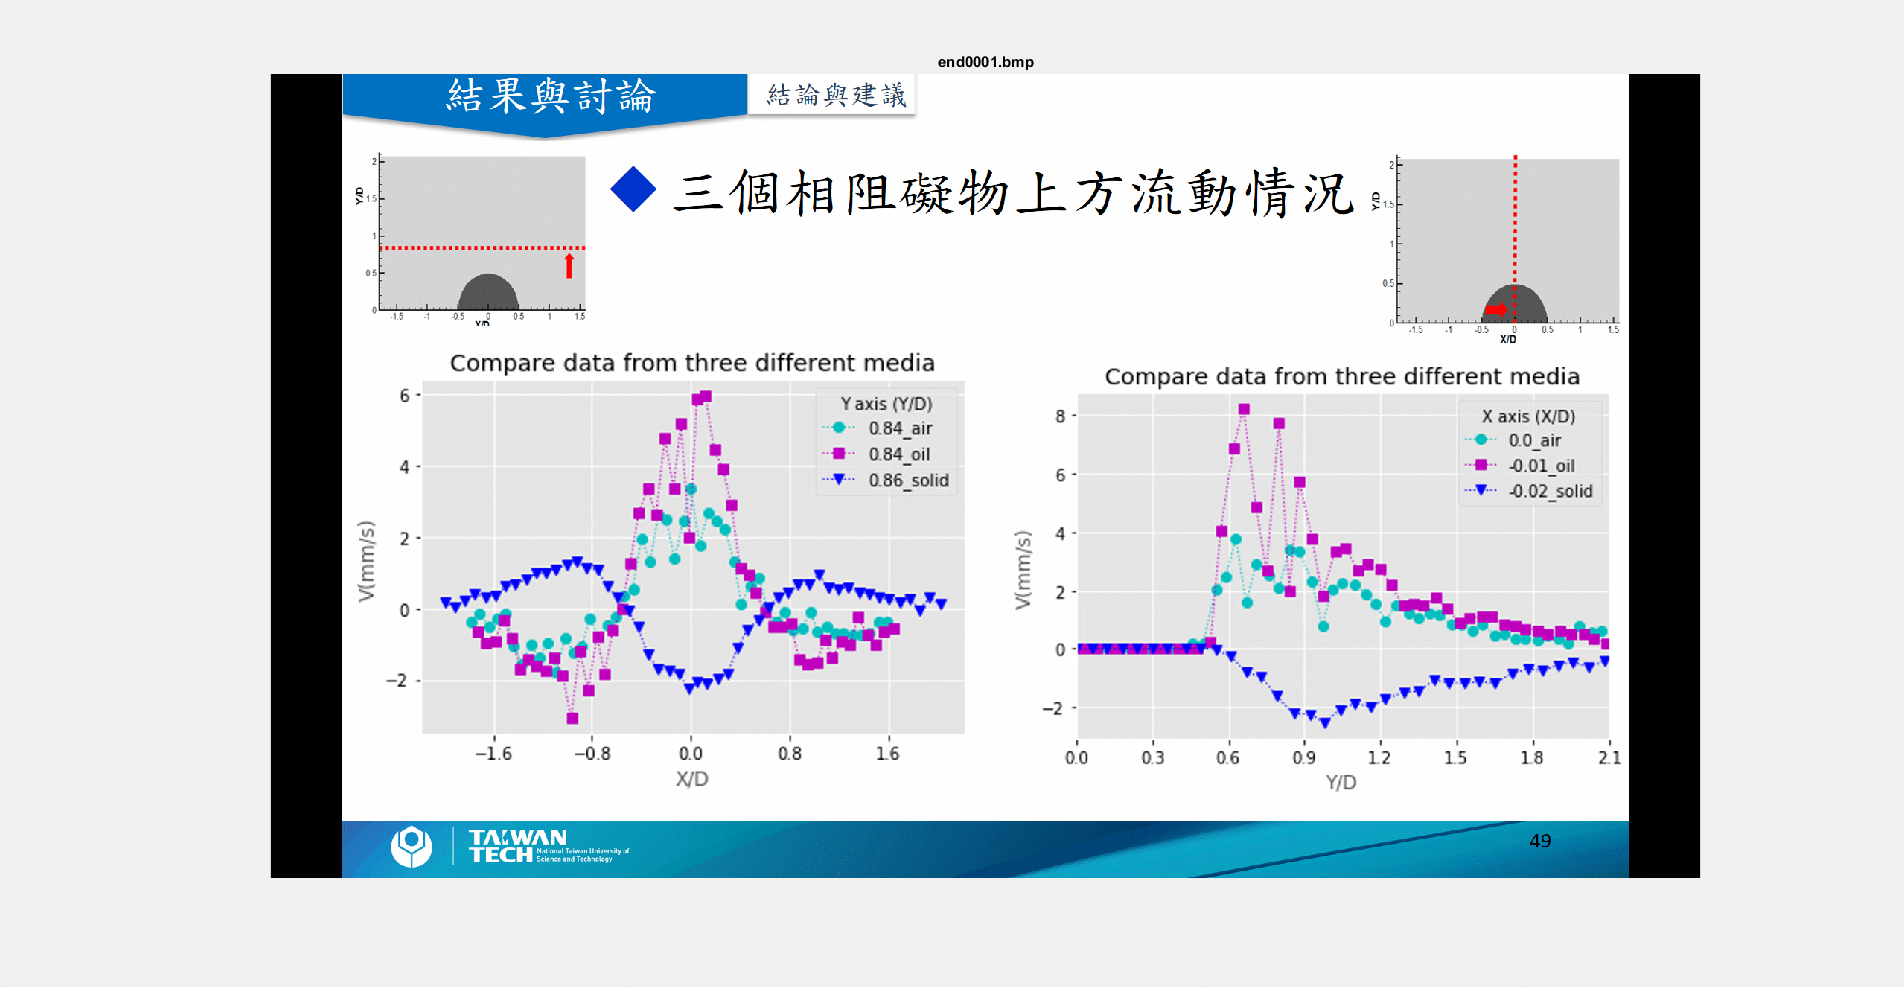 end0001.bmp
結果與討論
結論與建議
三個相阻礙物上方流動情況
2
1.5
1
0.5
0
Y/D
-1.5 -1 -0.5 0 0.5 1 1.5
X/D
2
1.5
1
0.5
0
Y/D
-1.5 -1 -0.5 0 0.5 1 1.5
X/D
Compare data from three different media
6
4
2
0
−2
V(mm/s)
Y axis (Y/D)
0.84_air
0.84_oil
0.86_solid
−1.6 −0.8 0.0 0.8 1.6
X/D
Compare data from three different media
8
6
4
2
0
−2
V(mm/s)
X axis (X/D)
0.0_air
-0.01_oil
-0.02_solid
0.0 0.3 0.6 0.9 1.2 1.5 1.8 2.1
Y/D
TAIWAN
TECH
National Taiwan University of
Science and Technology
49